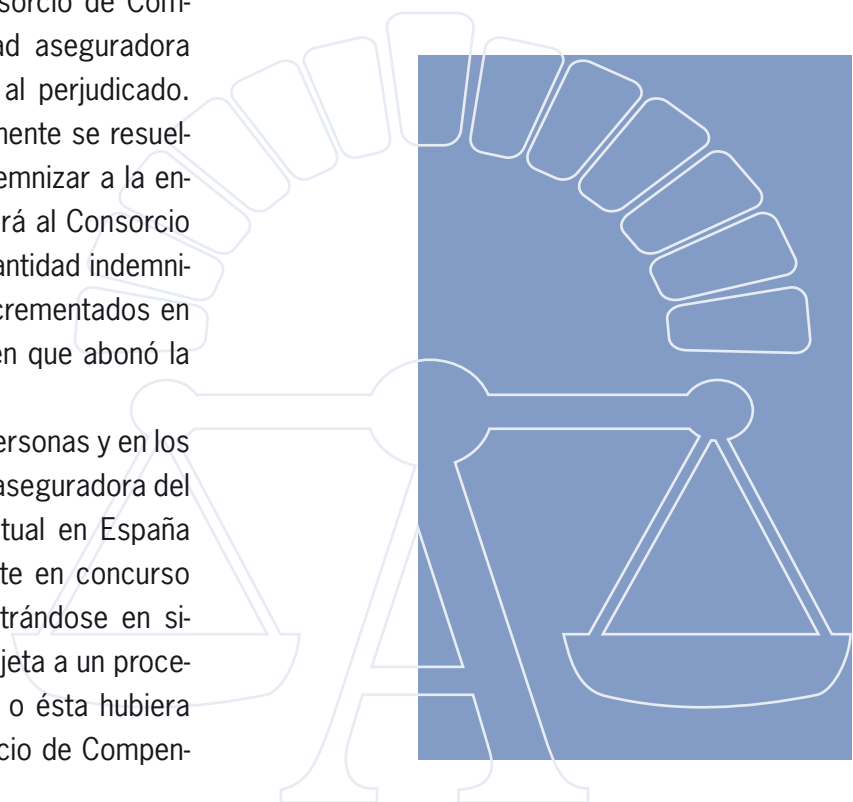 sorcio de Com-
ad aseguradora
al perjudicado.
mente se resuel-
emnizar a la en-
rá al Consorcio
antidad indemni-
crementados en
en que abonó la
ersonas y en los
aseguradora del
tual en España
te en concurso
trándose en si-
jeta a un proce-
o ésta hubiera
cio de Compen-